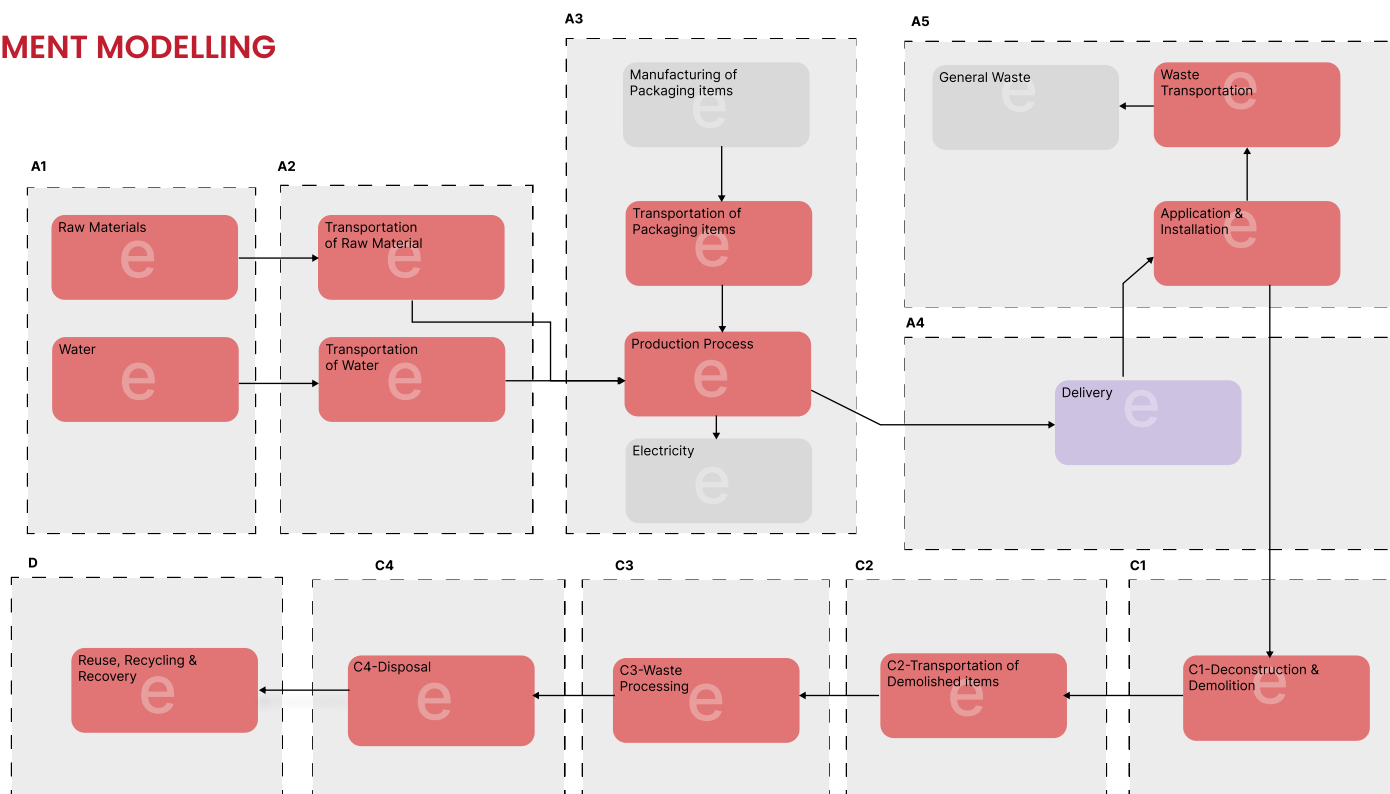 MENT MODELLING
A1
Raw Materials
e
Water
e
A2
Transportation
of Raw Material
e
Transportation
of Water
e
A3
Manufacturing of
Packaging items
e
Transportation of
Packaging items
e
Production Process
e
Electricity
e
A5
General Waste
e
Waste
Transportation
e
Application &
Installation
e
A4
Delivery
e
D
Reuse, Recycling &
Recovery
e
C4
C4-Disposal
e
C3
C3-Waste
Processing
e
C2
C2-Transportation of
Demolished items
e
C1
C1-Deconstruction &
Demolition
e